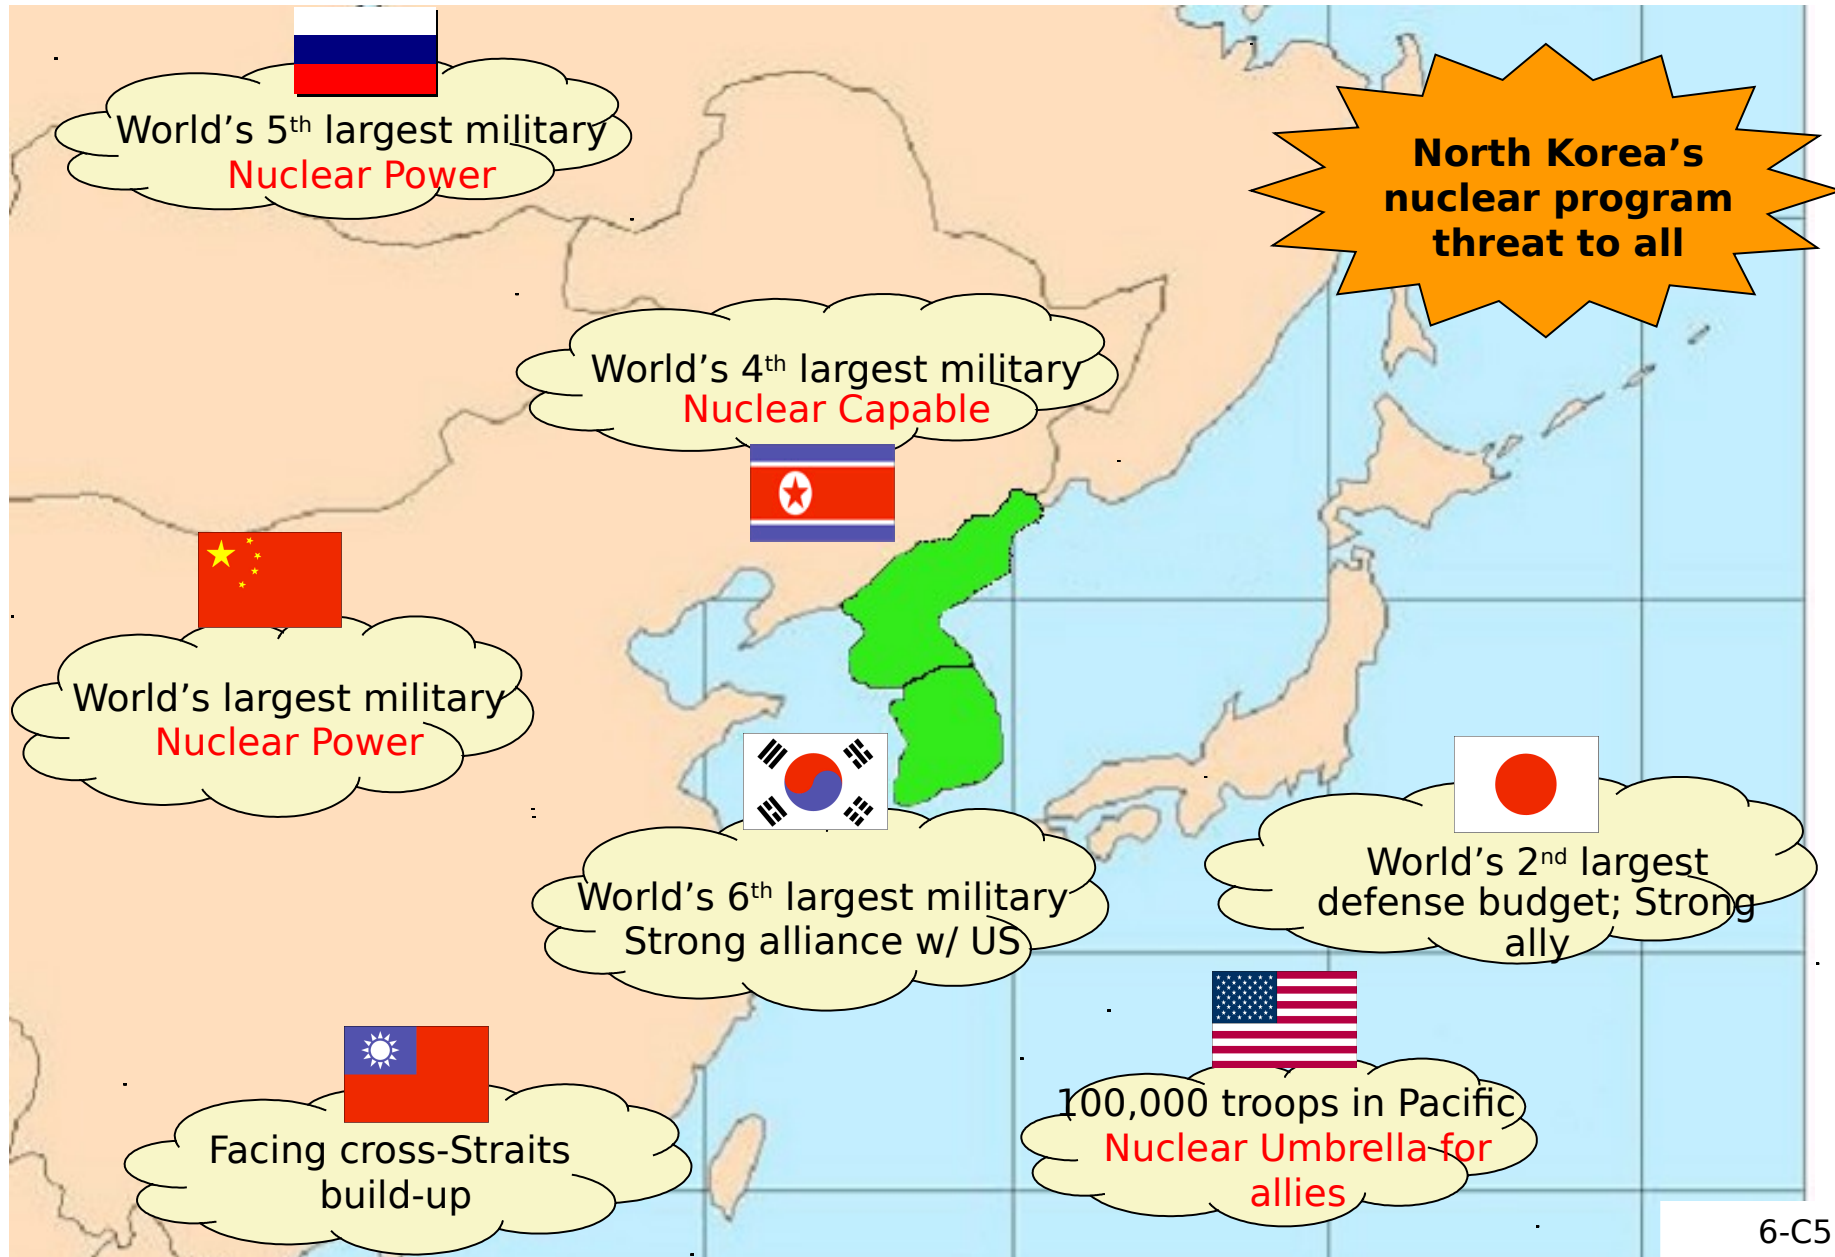 World’s 5th largest military
Nuclear Power
North Korea’s
nuclear program
threat to all
World’s 4th largest military
Nuclear Capable
World’s largest military
Nuclear Power
World’s 6th largest military
Strong alliance w/ US
World’s 2nd largest
defense budget; Strong
ally
Facing cross-Straits
build-up
100,000 troops in Pacific
Nuclear Umbrella for
allies
6-C5